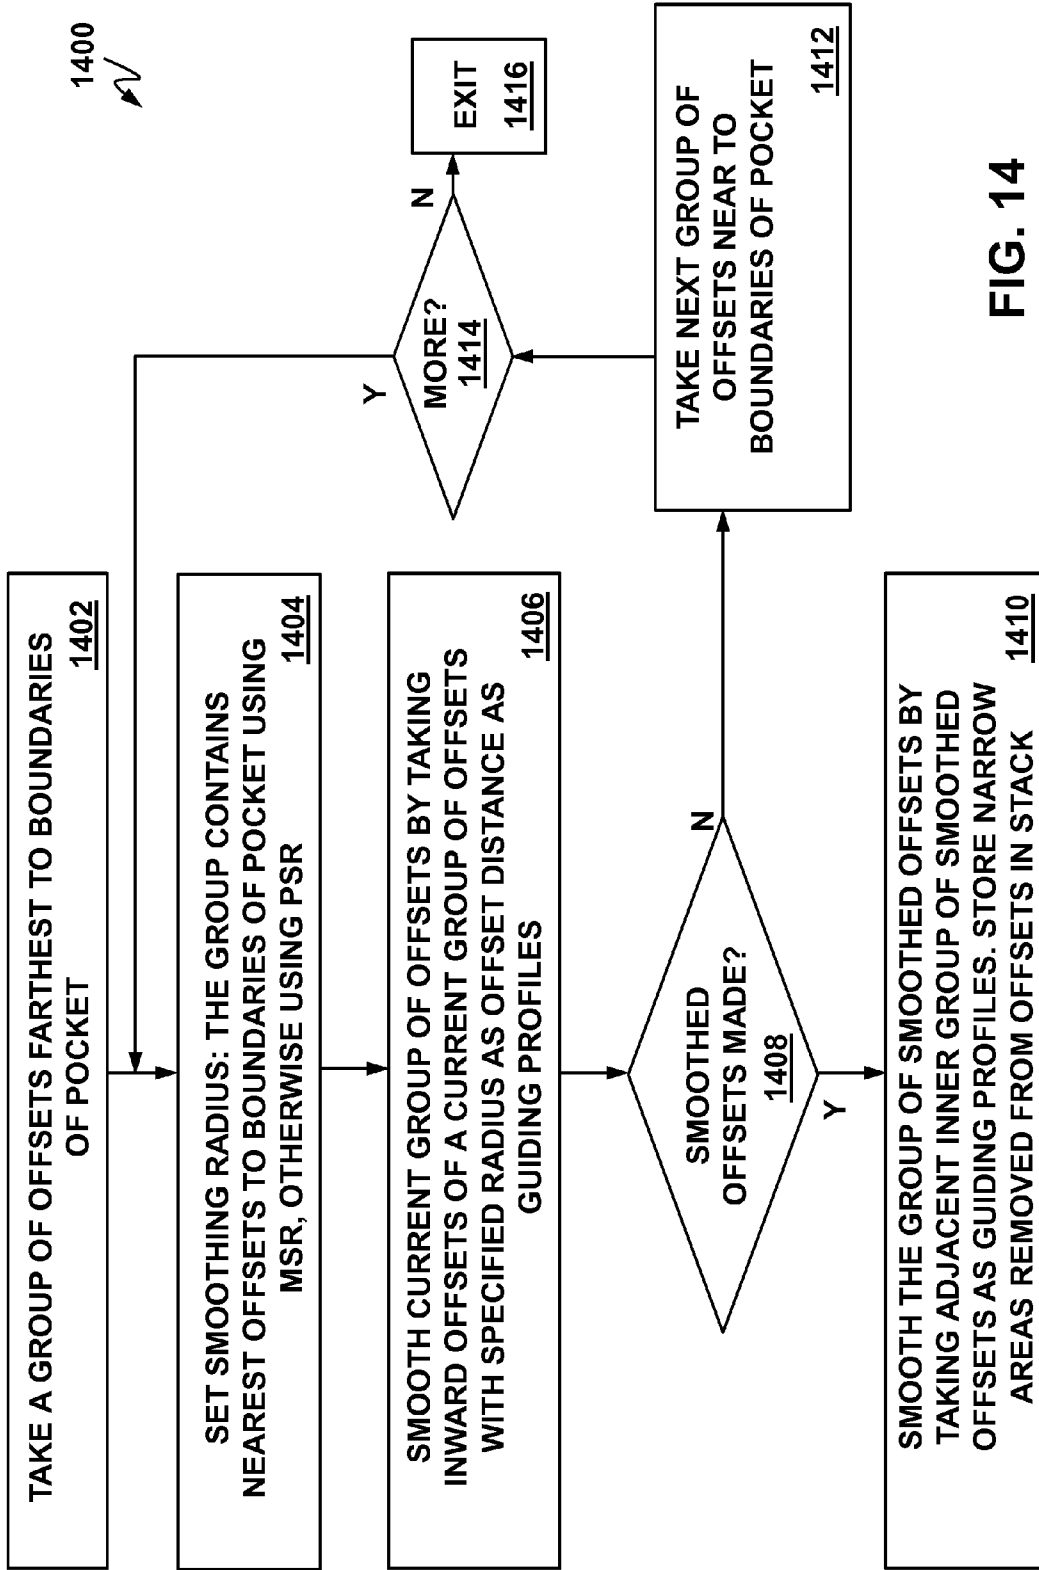 1400
TAKE A GROUP OF OFFSETS FARTHEST TO BOUNDARIES
OF POCKET
1402
SET SMOOTHING RADIUS: THE GROUP CONTAINS
NEAREST OFFSETS TO BOUNDARIES OF POCKET USING
MSR, OTHERWISE USING PSR
1404
SMOOTH CURRENT GROUP OF OFFSETS BY TAKING
INWARD OFFSETS OF A CURRENT GROUP OF OFFSETS
WITH SPECIFIED RADIUS AS OFFSET DISTANCE AS
GUIDING PROFILES
1406
SMOOTHED
OFFSETS MADE?
1408
N
Y
SMOOTH THE GROUP OF SMOOTHED OFFSETS BY
TAKING ADJACENT INNER GROUP OF SMOOTHED
OFFSETS AS GUIDING PROFILES. STORE NARROW
AREAS REMOVED FROM OFFSETS IN STACK
1410
TAKE NEXT GROUP OF
OFFSETS NEAR TO
BOUNDARIES OF POCKET
1412
MORE?
1414
Y
N
EXIT
1416
FIG. 14